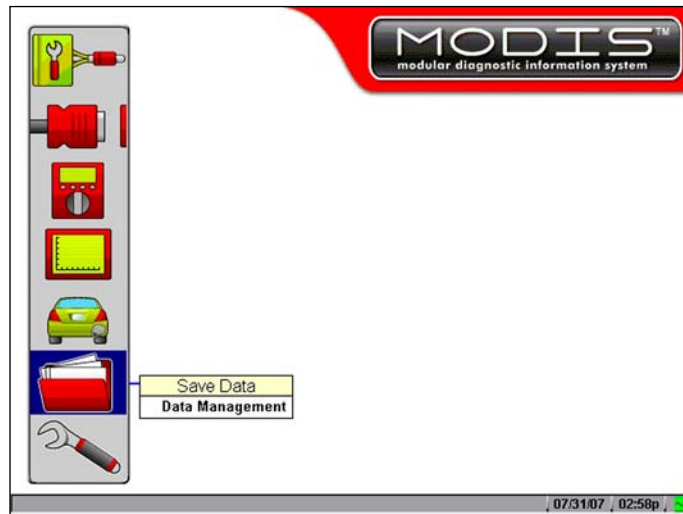 MODIS™
modular diagnostic information system
Save Data
Data Management
07/31/07 02:58p